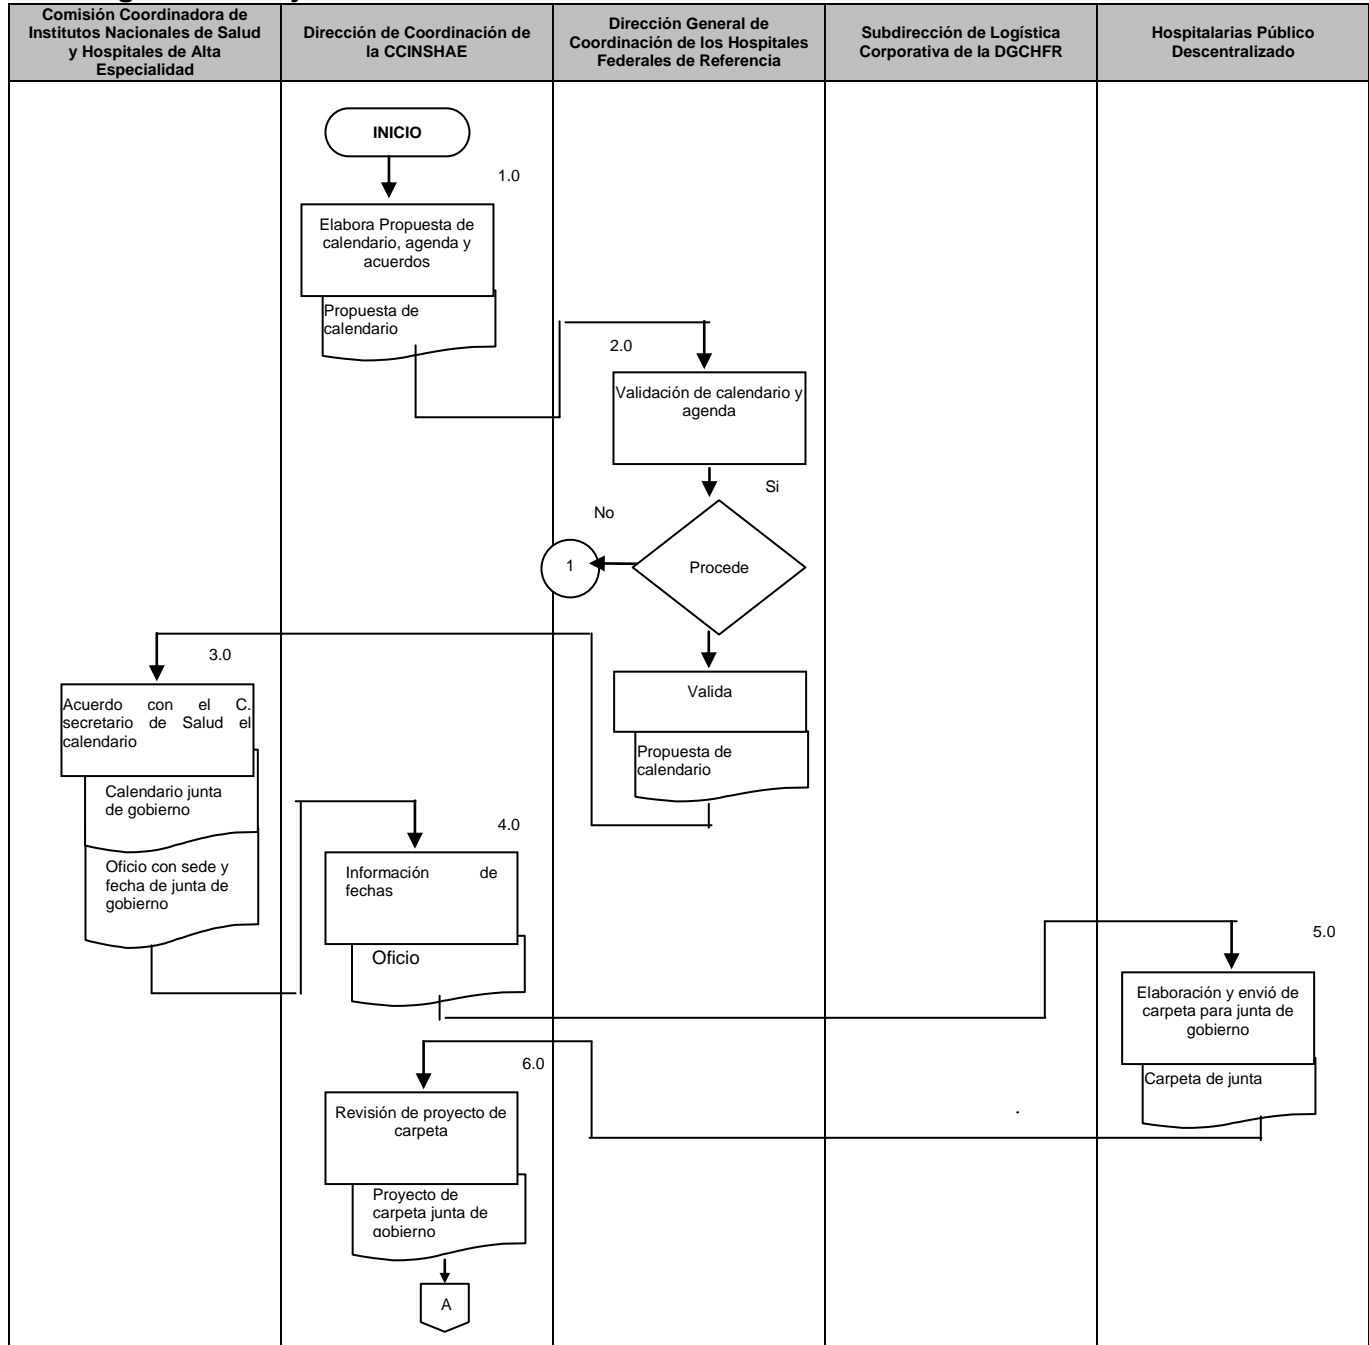 Comisión Coordinadora de
Institutos Nacionales de Salud
y Hospitales de Alta
Especialidad
Dirección de Coordinación de
la CCINSHAE
Dirección General de
Coordinación de los Hospitales
Federales de Referencia
Subdirección de Logística
Corporativa de la DGCHFR
Hospitalarias Público
Descentralizado
INICIO
1.0
Elabora Propuesta de
calendario, agenda y
acuerdos
Propuesta de
calendario
2.0
Validación de calendario y
agenda
Si
No
1
Procede
3.0
Acuerdo con el C.
secretario de Salud el
calendario
Valida
Propuesta de
calendario
Calendario junta
de gobierno
Oficio con sede y
fecha de junta de
gobierno
4.0
Información de
fechas
Oficio
5.0
Elaboración y envió de
carpeta para junta de
gobierno
Carpeta de junta
6.0
Revisión de proyecto de
carpeta
Proyecto de
carpeta junta de
gobierno
A